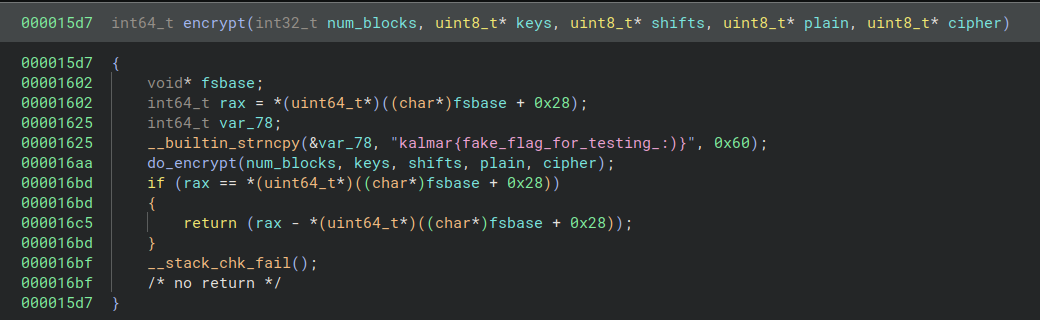 000015d7 int64_t encrypt(int32_t num_blocks, uint8_t* keys, uint8_t* shifts, uint8_t* plain, uint8_t* cipher)
000015d7 {
00001602 void* fsbase;
00001602 int64_t rax = *(uint64_t*)((char*)fsbase + 0x28);
00001625 int64_t var_78;
00001625 __builtin_strncpy(&var_78, "kalmar{fake_flag_for_testing_:)}", 0x60);
000016aa do_encrypt(num_blocks, keys, shifts, plain, cipher);
000016bd if (rax == *(uint64_t*)((char*)fsbase + 0x28))
000016bd {
000016c5 return (rax - *(uint64_t*)((char*)fsbase + 0x28));
000016bd }
000016bf __stack_chk_fail();
000016bf /* no return */
000015d7 }